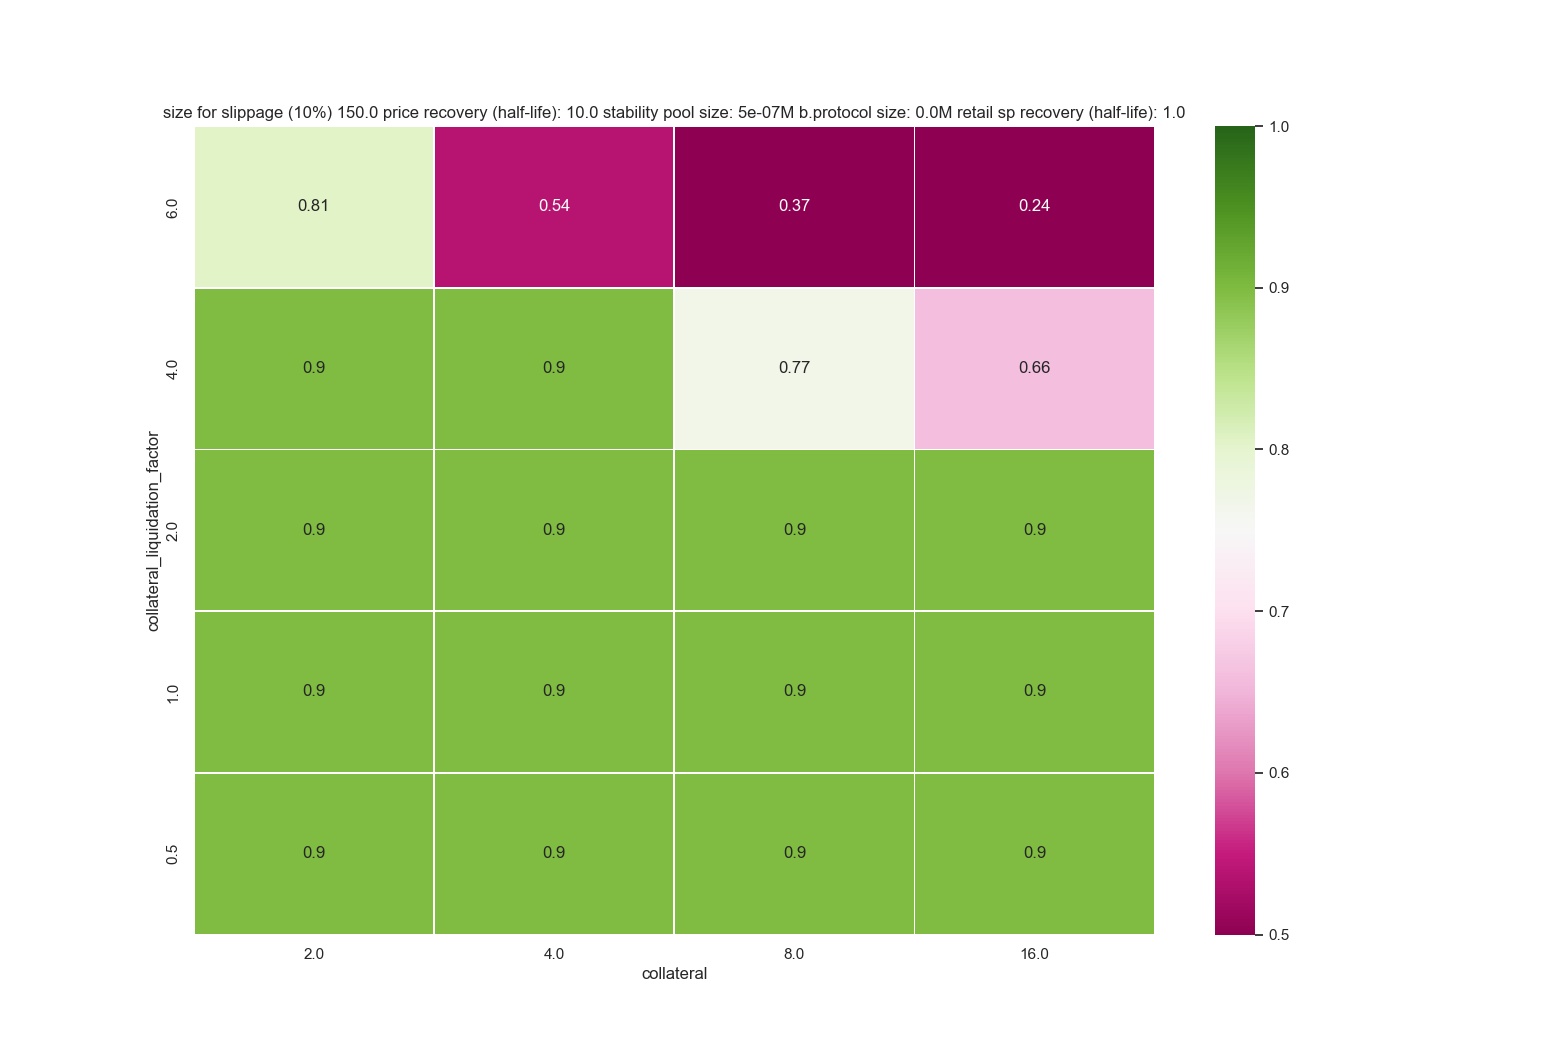 size for slippage (10%) 150.0 price recovery (half-life): 10.0 stability pool size: 5e-07M b.protocol size: 0.0M retail sp recovery (half-life): 1.0
1.0
6.0 0.81 0.54 0.37 0.24
0.9
4.0 0.9 0.9 0.77 0.66
0.8
collateral_liquidation_factor
2.0 0.9 0.9 0.9 0.9
0.7
1.0 0.9 0.9 0.9 0.9
0.6
0.5 0.9 0.9 0.9 0.9
0.5
2.0 4.0 8.0 16.0
collateral